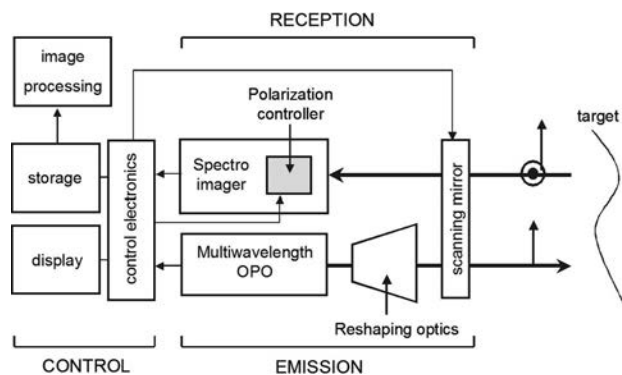 RECEPTION
image
processing
Polarization
controller
target
storage
control electronics
Spectro
imager
scanning mirror
display
Multiwavelength
OPO
Reshaping optics
CONTROL
EMISSION